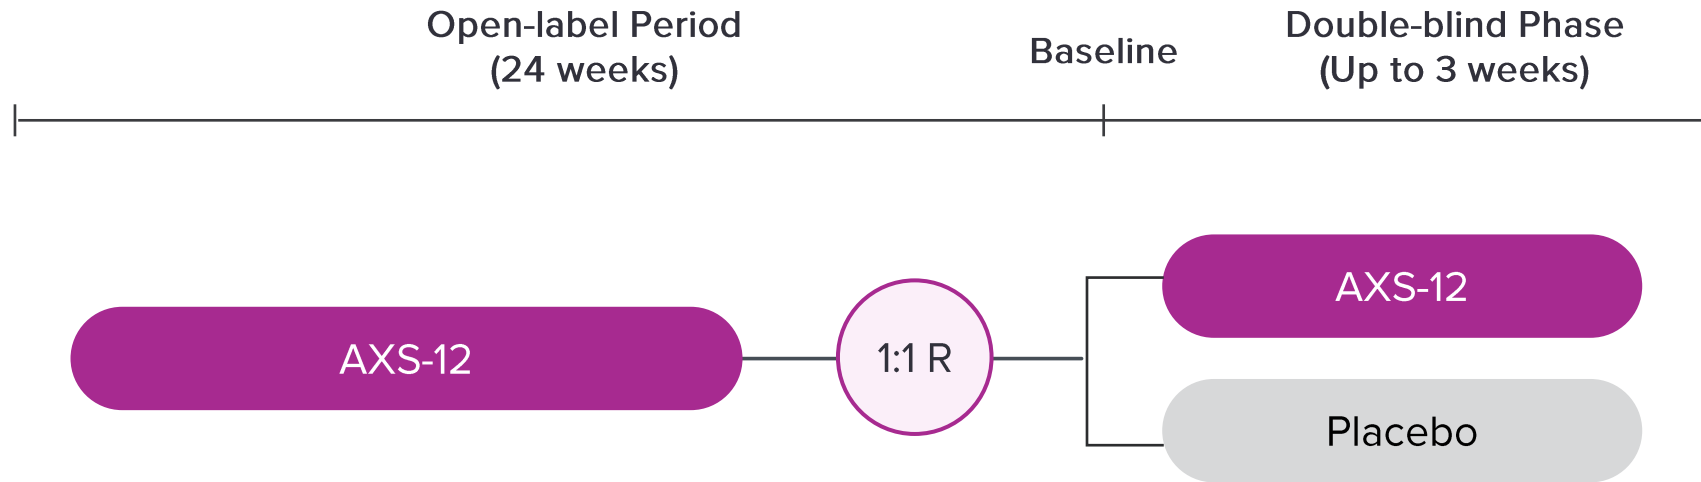 Open-label Period
(24 weeks)
Baseline
Double-blind Phase
(Up to 3 weeks)
AXS-12
1:1 R
AXS-12
Placebo